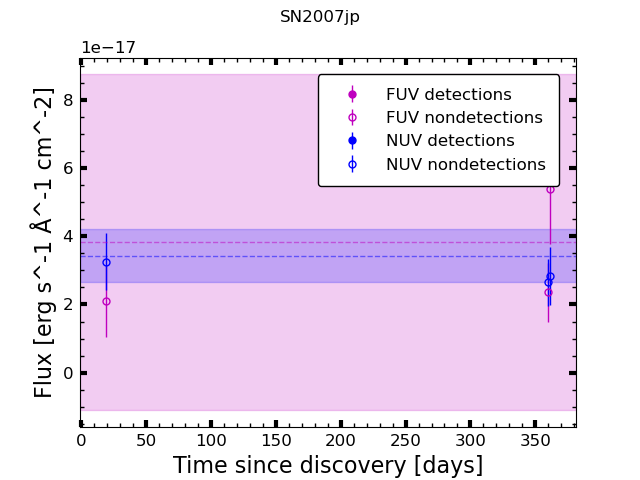 SN2007jp
1e−17
FUV detections
FUV nondetections
NUV detections
NUV nondetections
8
6
4
2
0
Flux [erg s^-1 Å^-1 cm^-2]
0 50 100 150 200 250 300 350
Time since discovery [days]